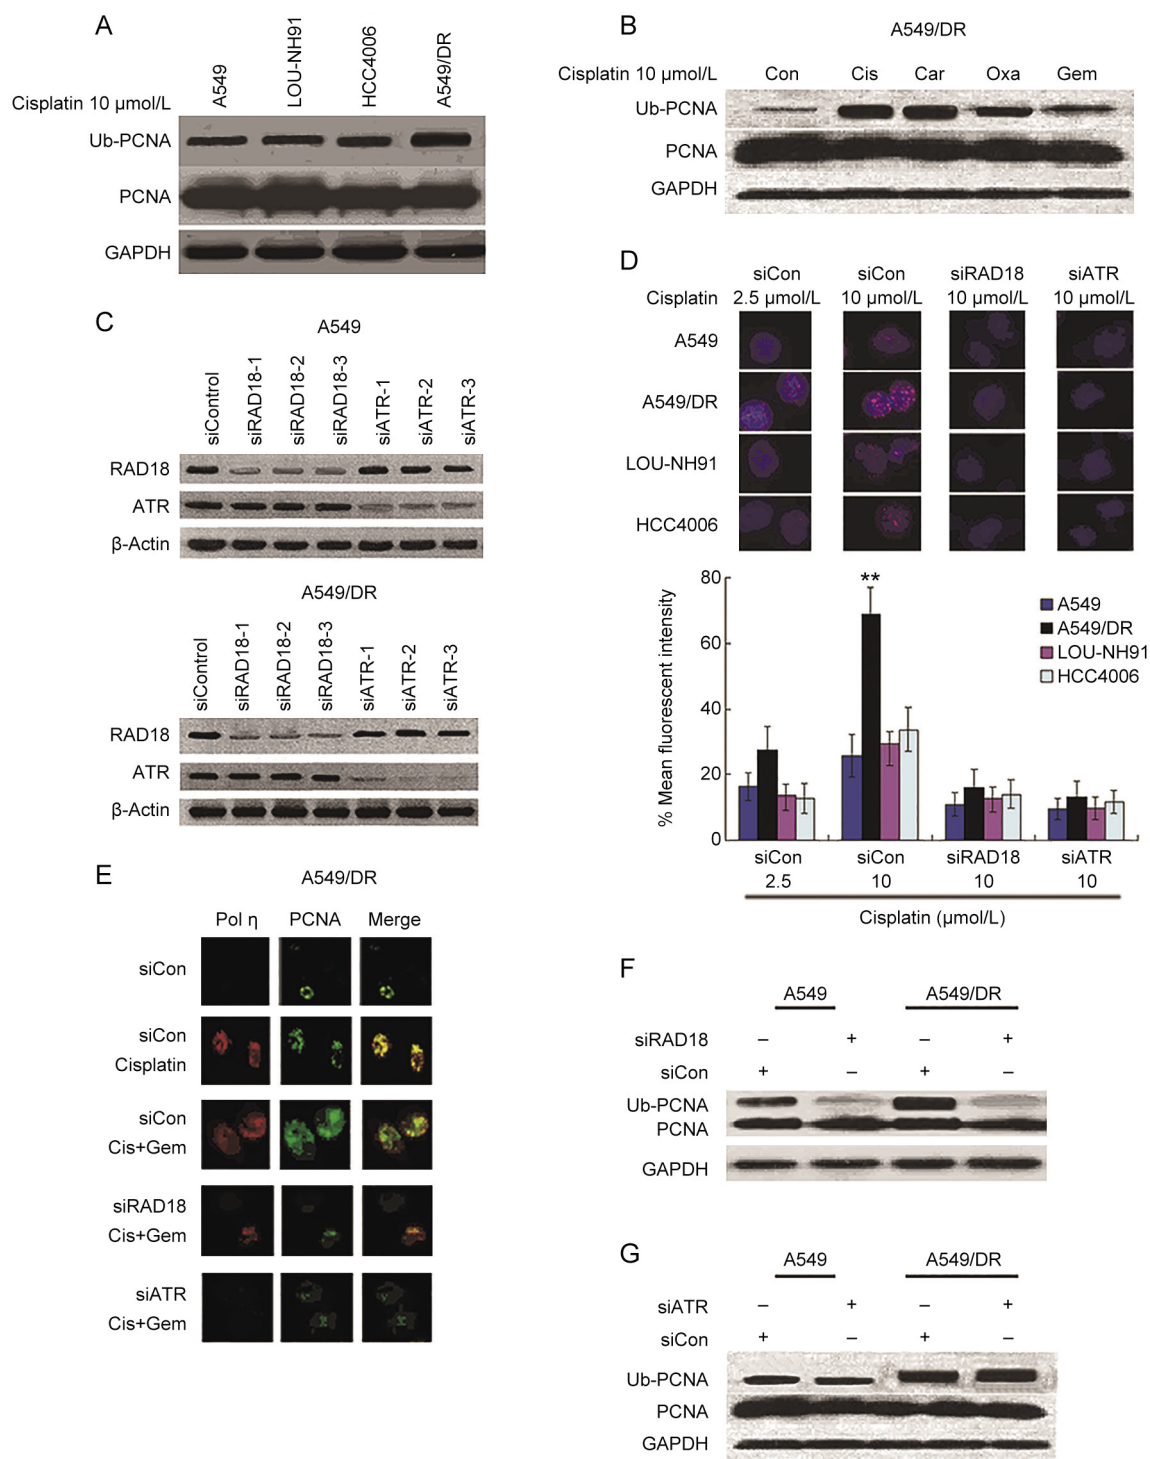 A
A549
LOU-NH91
HCC4006
A549/DR
Cisplatin 10 µmol/L
Ub-PCNA
PCNA
GAPDH
B
A549/DR
Cisplatin 10 µmol/L Con Cis Car Oxa Gem
Ub-PCNA
PCNA
GAPDH
C
A549
siControl
siRAD18-1
siRAD18-2
siRAD18-3
siATR-1
siATR-2
siATR-3
RAD18
ATR
β-Actin
A549/DR
siControl
siRAD18-1
siRAD18-2
siRAD18-3
siATR-1
siATR-2
siATR-3
RAD18
ATR
β-Actin
D
siCon siCon siRAD18 siATR
Cisplatin 2.5 µmol/L 10 µmol/L 10 µmol/L 10 µmol/L
A549
A549/DR
LOU-NH91
HCC4006
% Mean fluorescent intensity
80
60
40
20
0
**
A549
A549/DR
LOU-NH91
HCC4006
siCon siCon siRAD18 siATR
2.5 10 10 10
Cisplatin (µmol/L)
E
A549/DR
Pol η PCNA Merge
siCon
siCon
Cisplatin
siCon
Cis+Gem
siRAD18
Cis+Gem
siATR
Cis+Gem
F
A549 A549/DR
siRAD18 – + – +
siCon + – + –
Ub-PCNA
PCNA
GAPDH
G
A549 A549/DR
siATR – + – +
siCon + – + –
Ub-PCNA
PCNA
GAPDH